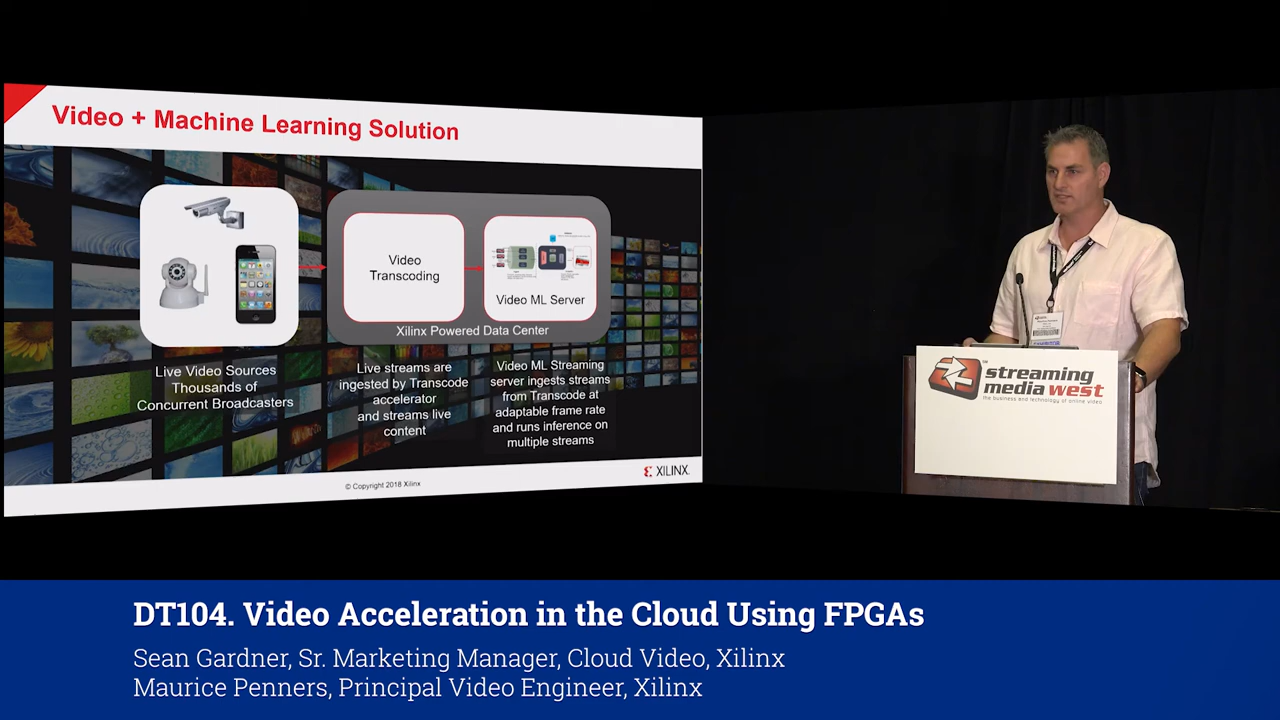 Video + Machine Learning Solution
Video
Transcoding
Video ML Server
Xilinx Powered Data Center
Live Video Sources
Thousands of
Concurrent Broadcasters
Live streams are
ingested by Transcode
accelerator
and streams live
content
Video ML Streaming
server ingests streams
from Transcode at
adaptable frame rate
and runs inference on
multiple streams
© Copyright 2018 Xilinx
XILINX
streaming
media west
the business and technology of online video
DT104. Video Acceleration in the Cloud Using FPGAs
Sean Gardner, Sr. Marketing Manager, Cloud Video, Xilinx
Maurice Penners, Principal Video Engineer, Xilinx